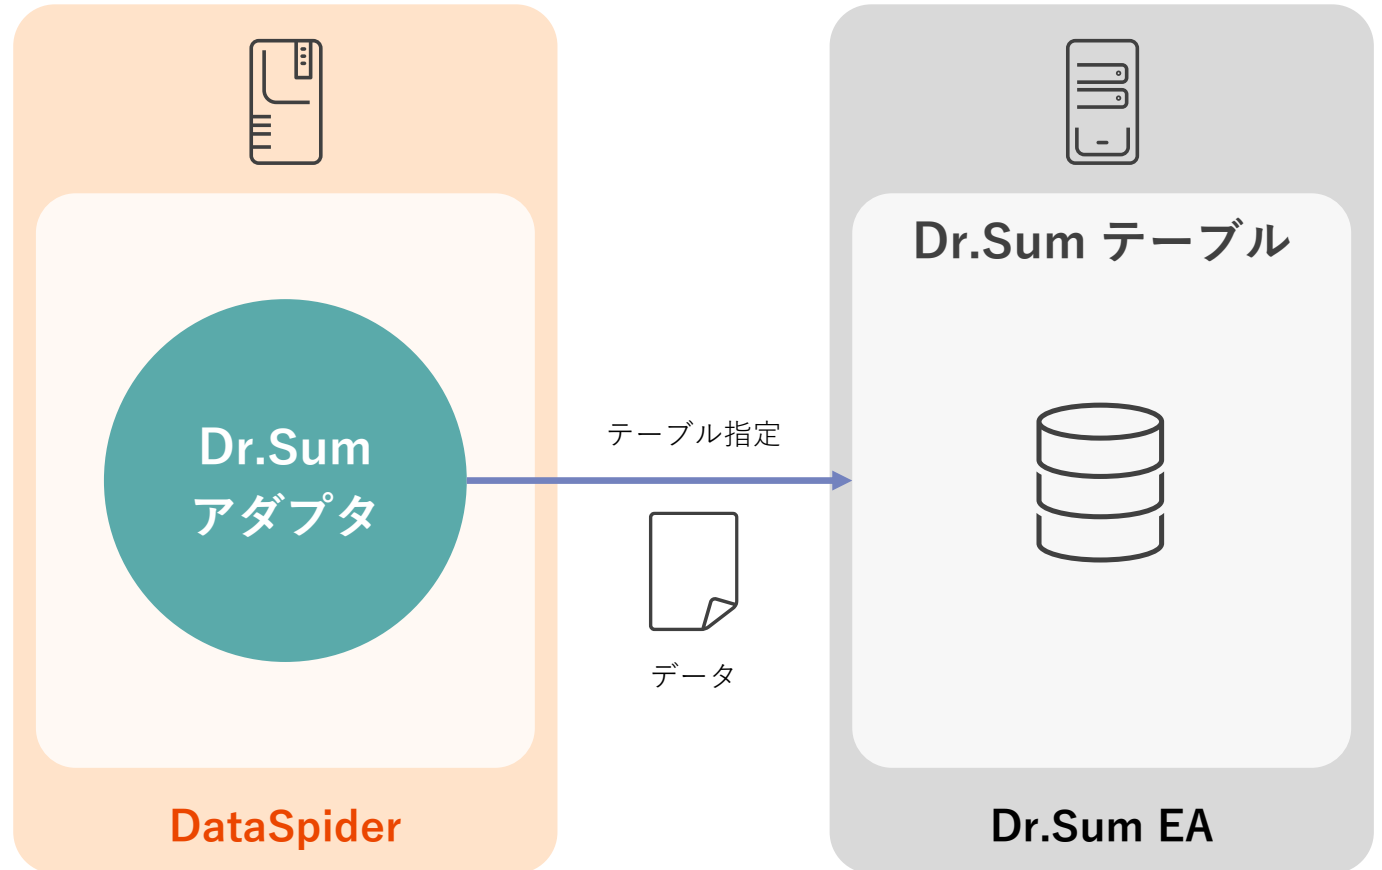 Dr.Sum テーブル
テーブル指定
Dr.Sum
アダプタ
データ
DataSpider
Dr.Sum EA